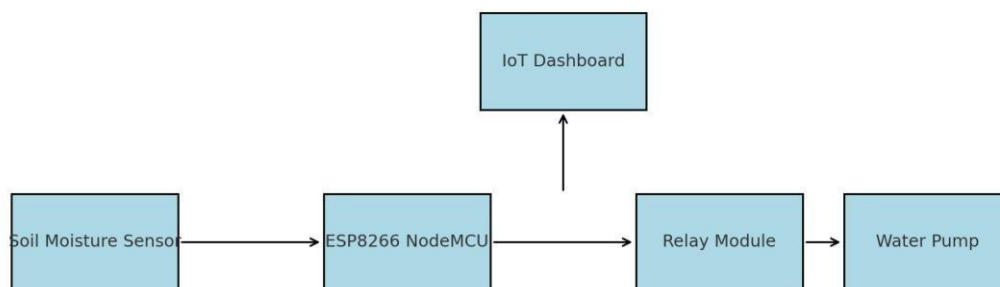 IoT Dashboard
Soil Moisture Sensor
ESP8266 NodeMCU
Relay Module
Water Pump